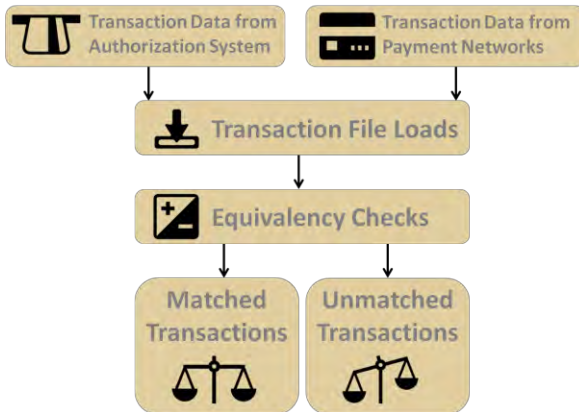 Transaction Data from
Authorization System
Transaction Data from
Payment Networks
Transaction File Loads
Equivalency Checks
Matched
Transactions
Unmatched
Transactions